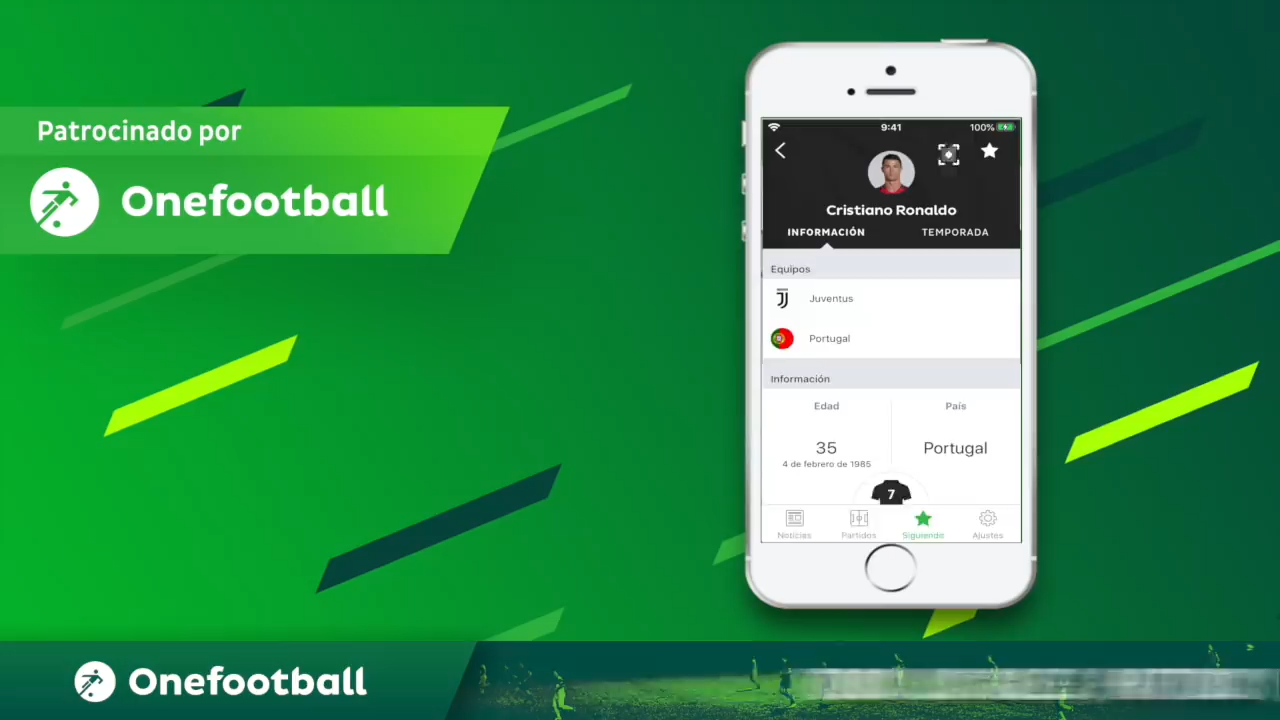 Patrocinado por
Onefootball
9:41
100%
Cristiano Ronaldo
INFORMACIÓN
TEMPORADA
Equipos
Juventus
Portugal
Información
Edad
País
35
Portugal
4 de febrero de 1985
7
Noticias
Partidos
Siguiendo
Ajustes
Onefootball